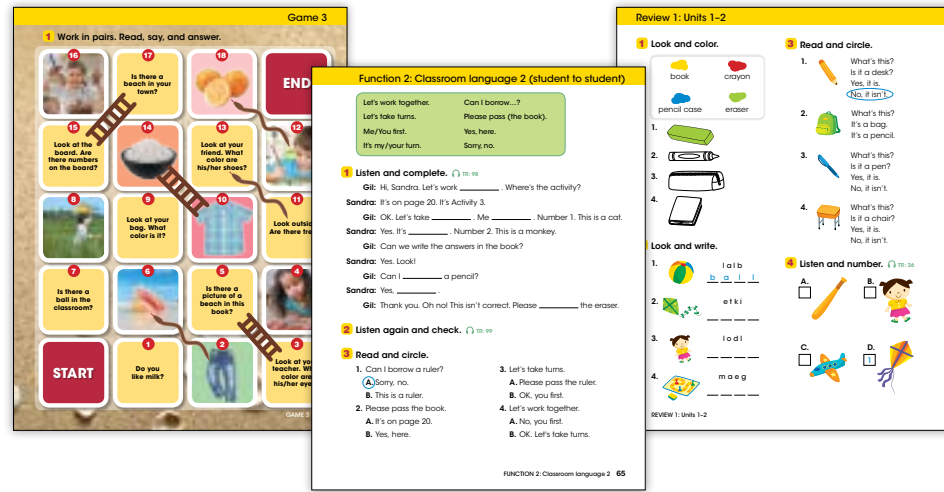 Game 3
1 Work in pairs. Read, say, and answer.
16
17
Is there a
beach in your
town?
18
END
15
Look at the
board. Are
there numbers
on the board?
14
13
Look at your
friend. What
color are
his/her shoes?
12
8
9
Look at your
bag. What
color is it?
10
11
Look outside
Are there
7
Is there a
ball in the
classroom?
6
5
Is there a
picture of a
beach in this
book?
4
START
1
Do you
like milk?
2
3
Look at
teacher.
color are
his/her
GAME 3
Function 2: Classroom language 2 (student to student)
Let's work together. Can I borrow...?
Let's take turns. Please pass (the book).
Me/You first. Yes, here.
It's my/your turn. Sorry, no.
1 Listen and complete. TR: 98
Gil: Hi, Sandra. Let's work ________ . Where's the activity?
Sandra: It's on page 20. It's Activity 3.
Gil: OK. Let's take ________ . Me ________ . Number 1. This is a cat.
Sandra: Yes. It's ________ . Number 2. This is a monkey.
Gil: Can we write the answers in the book?
Sandra: Yes. Look!
Gil: Can I ________ a pencil?
Sandra: Yes, ________ .
Gil: Thank you. Oh no! This isn't correct. Please ________ the eraser.
2 Listen again and check. TR: 99
3 Read and circle.
1. Can I borrow a ruler?
A. Sorry, no.
B. This is a ruler.
2. Please pass the book.
A. It's on page 20.
B. Yes, here.
3. Let's take turns.
A. Please pass the ruler.
B. OK, you first.
4. Let's work together.
A. No, you first.
B. OK. Let's take turns.
FUNCTION 2: Classroom language 2 65
Review 1: Units 1–2
1 Look and color.
book crayon
pencil case eraser
1.
2.
3.
4.
Look and write.
1. l a l b
b a l l
2. e t k i
3. l o d l
4. m a e g
3 Read and circle.
1. What's this?
Is it a desk?
Yes, it is.
No, it isn't.
2. What's this?
It's a bag.
It's a pencil.
3. What's this?
Is it a pen?
Yes, it is.
No, it isn't.
4. What's this?
Is it a chair?
Yes, it is.
No, it isn't.
4 Listen and number. TR: 36
A. B.
C. D.
1
REVIEW 1: Units 1–2